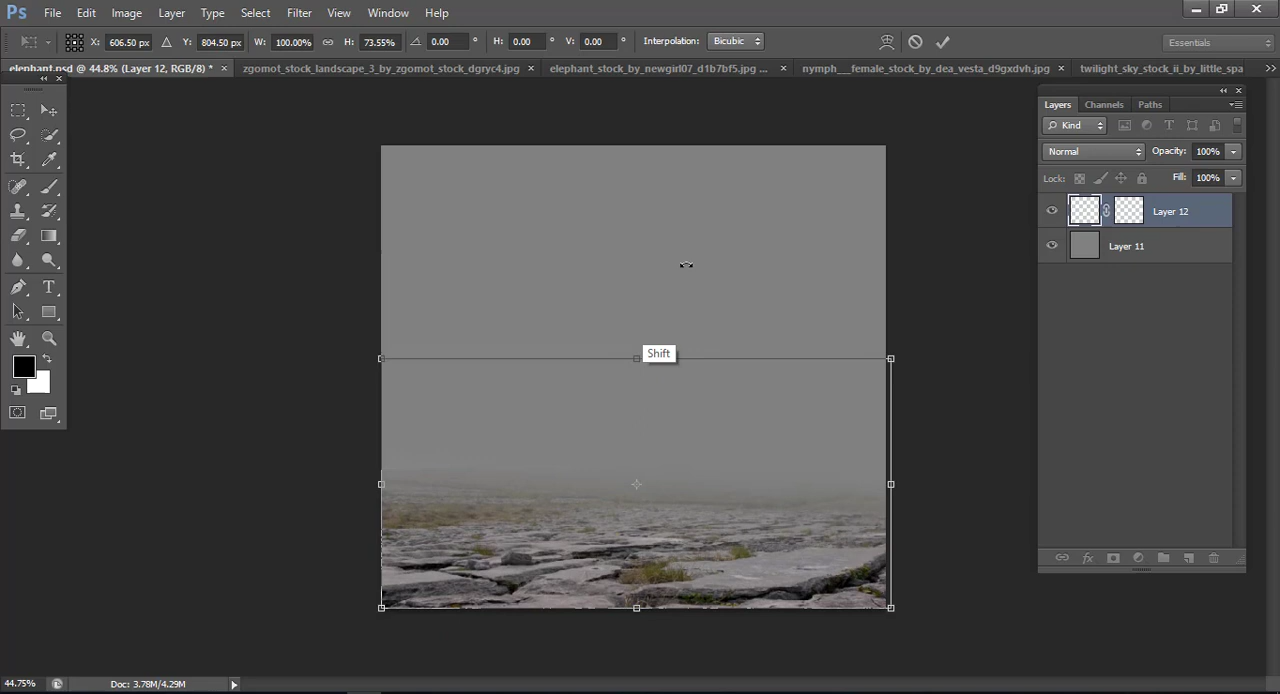 Ps File Edit Image Layer Type Select Filter View Window Help
X: 606.50 px Y: 804.50 px W: 100.00% H: 73.55% 0.00 ° H: 0.00 ° V: 0.00 ° Interpolation: Bicubic Essentials
elephant.psd @ 44.8% (Layer 12, RGB/8) * × zgomot_stock_landscape_3_by_zgomot_stock_dgryc4.jpg × elephant_stock_by_newgirl07_d1b7bf5.jpg ... × nymph___female_stock_by_dea_vesta_d9gxdvh.jpg × twilight_sky_stock_ii_by_little_spa
Layers Channels Paths
Kind
Normal Opacity: 100%
Lock: Fill: 100%
Layer 12
Layer 11
Shift
44.75% Doc: 3.78M/4.29M